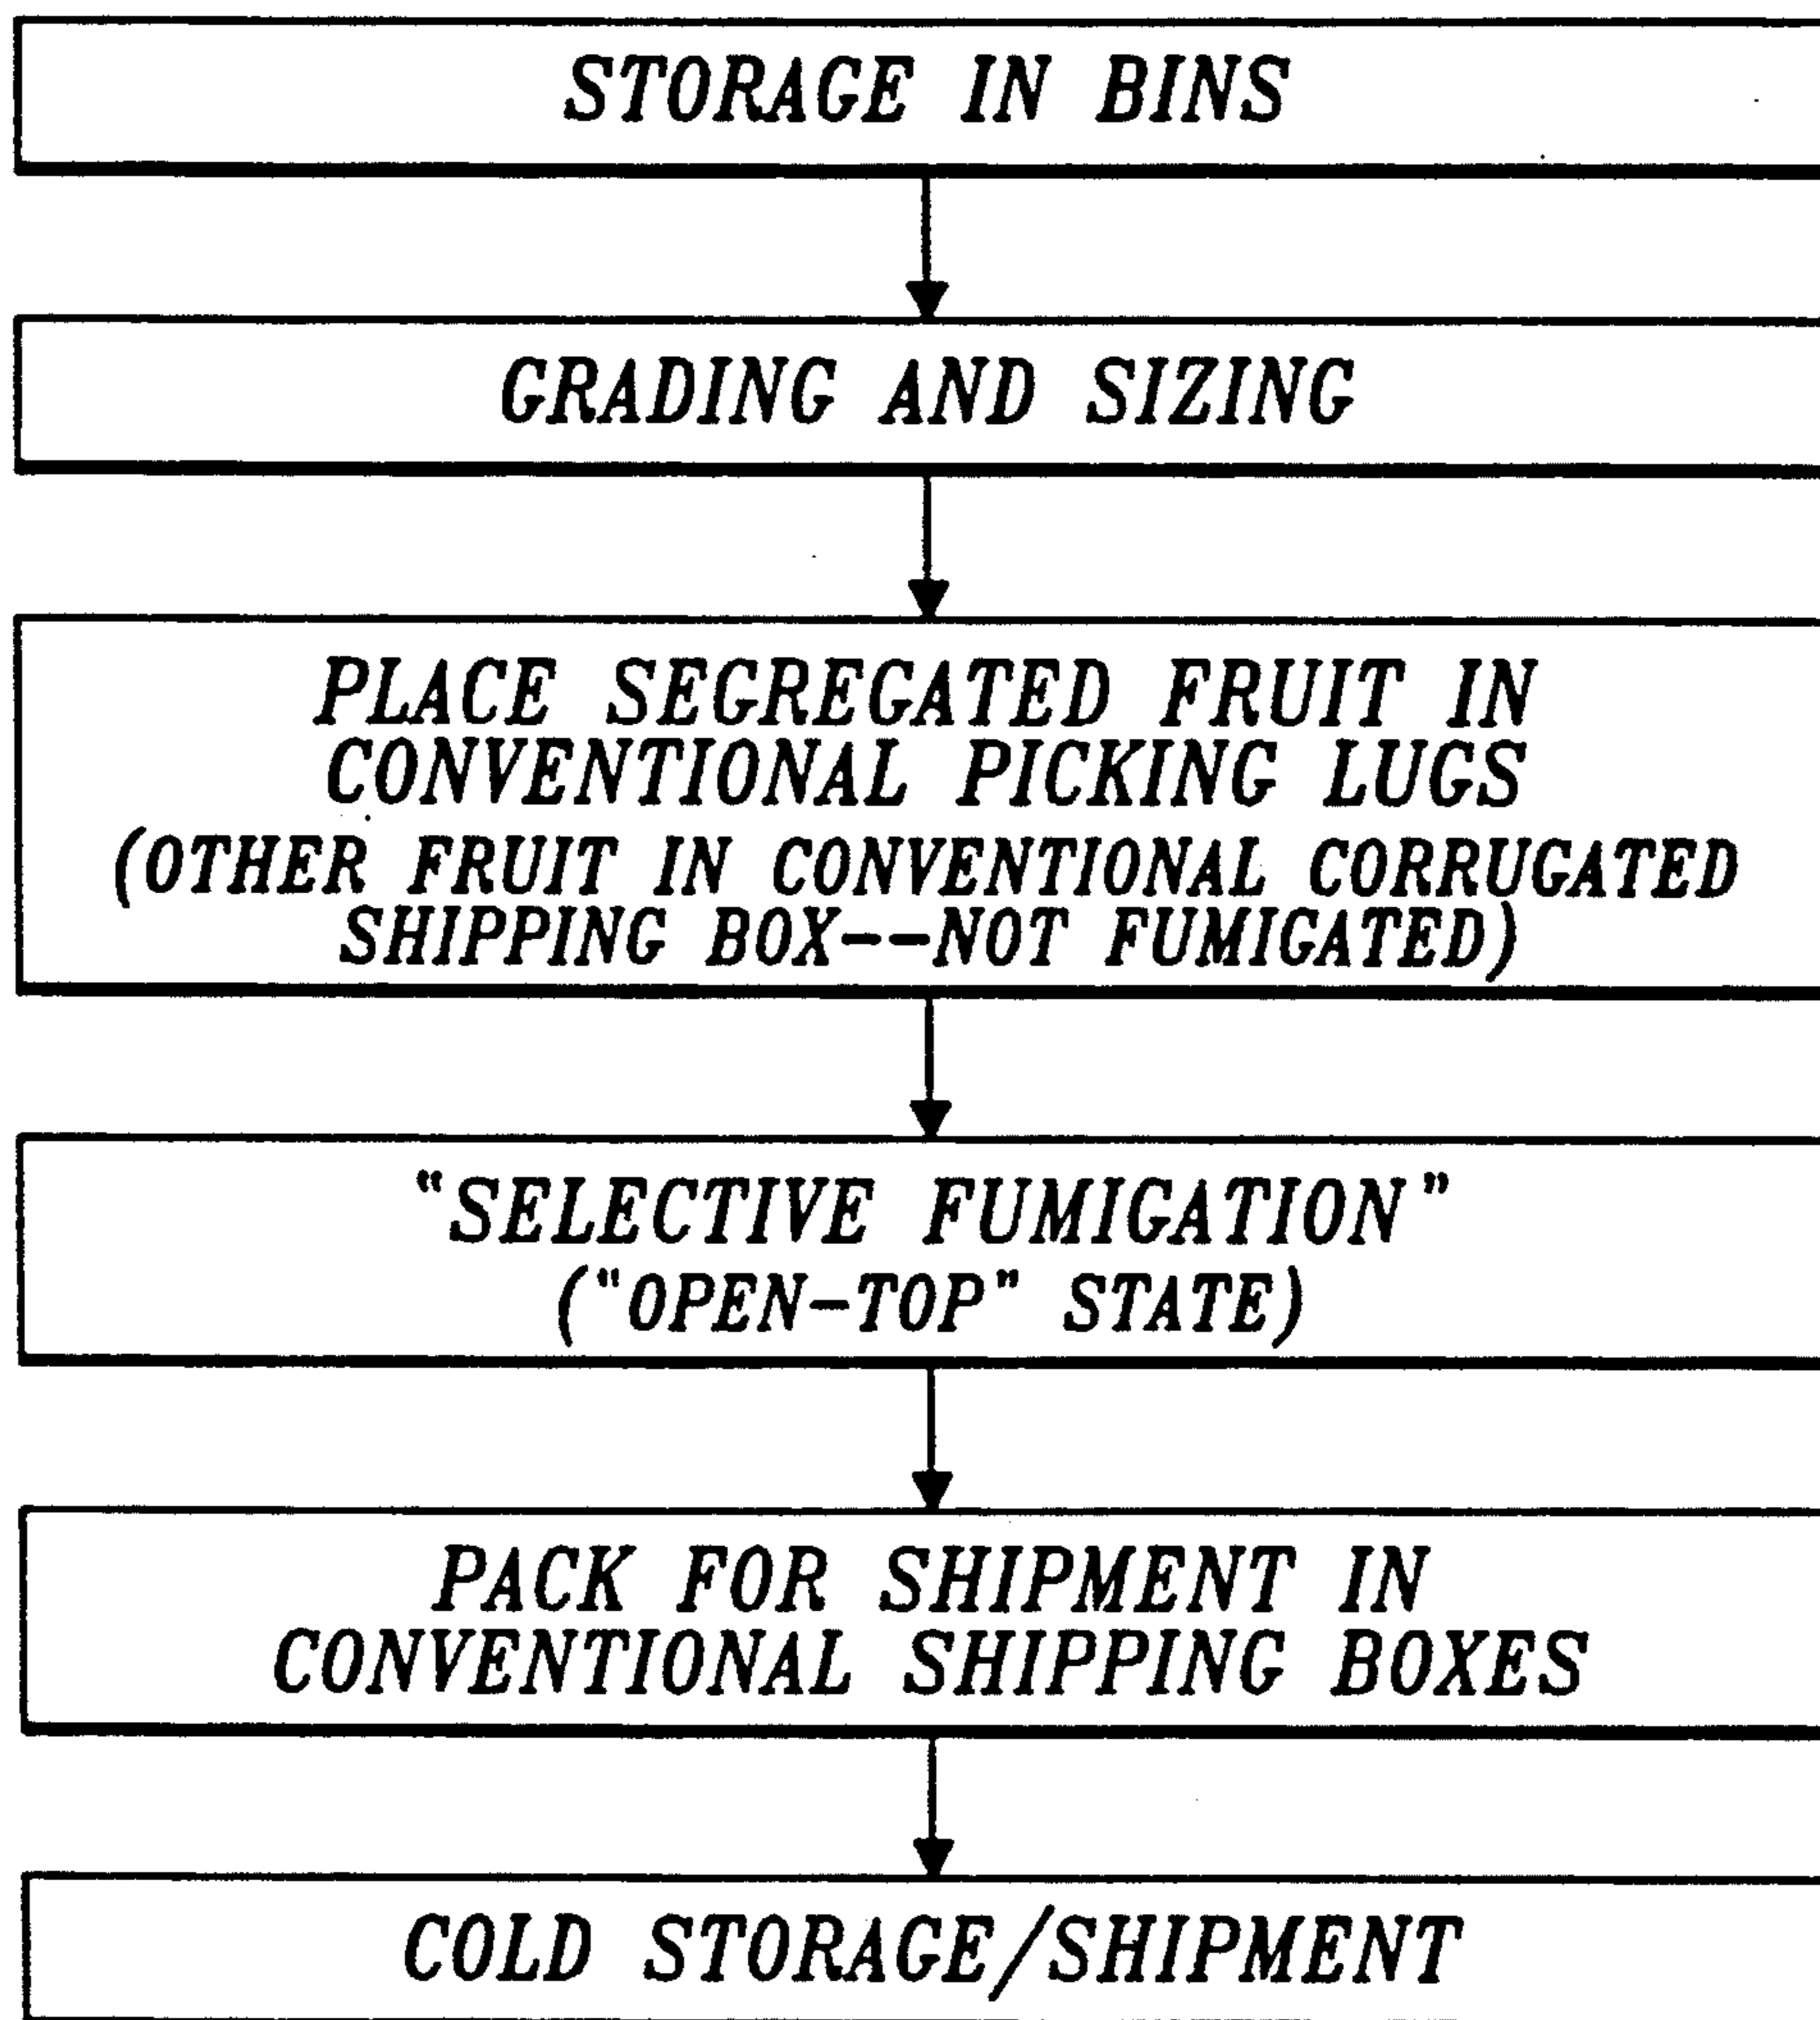 STORAGE IN BINS
GRADING AND SIZING
PLACE SEGREGATED FRUIT IN
CONVENTIONAL PICKING LUGS
(OTHER FRUIT IN CONVENTIONAL CORRUGATED
SHIPPING BOX--NOT FUMIGATED)
"SELECTIVE FUMIGATION"
("OPEN-TOP" STATE)
PACK FOR SHIPMENT IN
CONVENTIONAL SHIPPING BOXES
COLD STORAGE/SHIPMENT